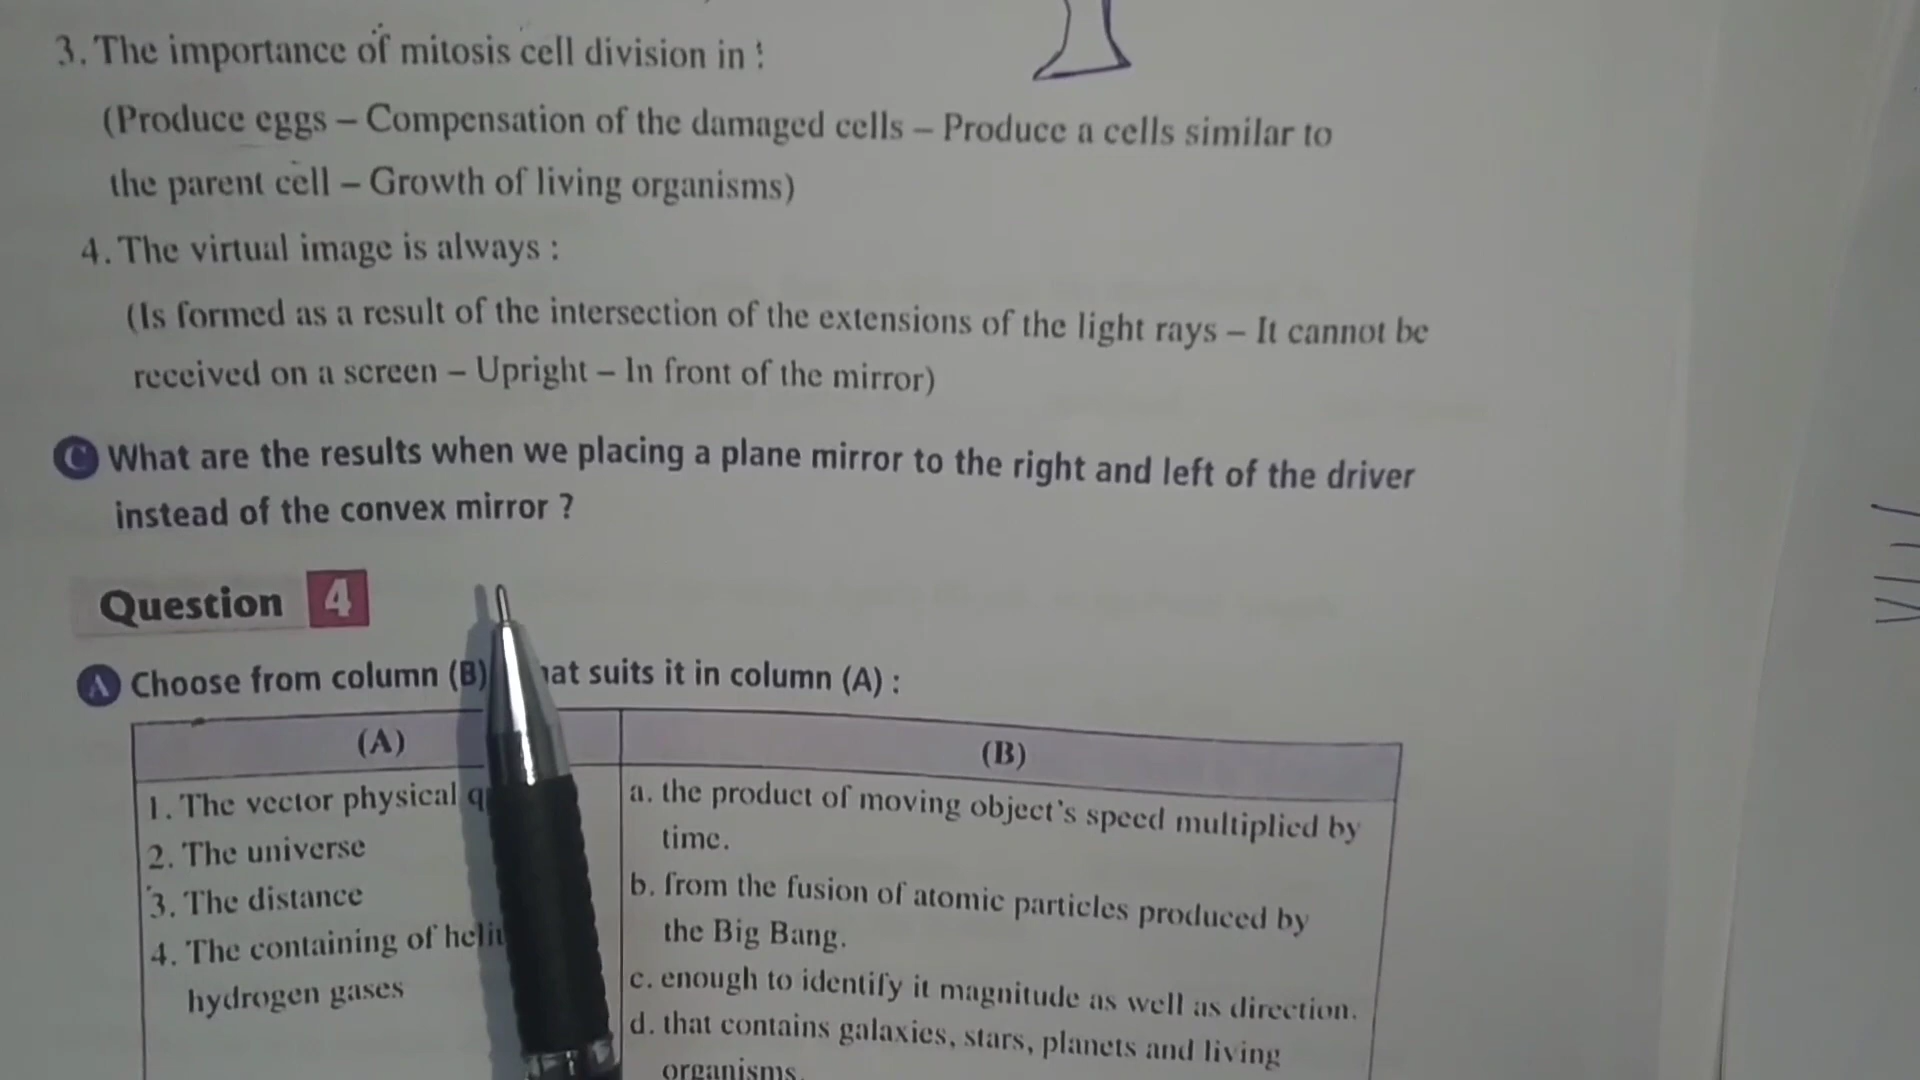 3. The importance of mitosis cell division in :
(Produce eggs – Compensation of the damaged cells – Produce a cells similar to
the parent cell – Growth of living organisms)
4. The virtual image is always :
(Is formed as a result of the intersection of the extensions of the light rays – It cannot be
received on a screen – Upright – In front of the mirror)
C What are the results when we placing a plane mirror to the right and left of the driver
instead of the convex mirror ?
Question 4
A Choose from column (B) suits it in column (A) :
(A)
1. The vector physical
2. The universe
3. The distance
4. The containing of
hydrogen gases
(B)
a. the product of moving object's speed multiplied by
time.
b. from the fusion of atomic particles produced by
the Big Bang.
c. enough to identify it magnitude as well as direction.
d. that contains galaxies, stars, planets and living
organisms.